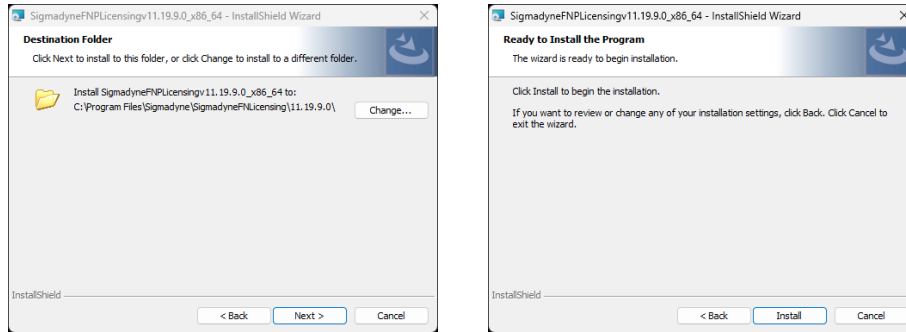 SigmadyneFNPLicensingv11.19.9.0_x86_64 - InstallShield Wizard
Destination Folder
Click Next to install to this folder, or click Change to install to a different folder.
Install SigmadyneFNPLicensingv11.19.9.0_x86_64 to:
C:\Program Files\Sigmadyne\SigmadyneFNLicensing\11.19.9.0\
Change...
InstallShield
< Back
Next >
Cancel
SigmadyneFNPLicensingv11.19.9.0_x86_64 - InstallShield Wizard
Ready to Install the Program
The wizard is ready to begin installation.
Click Install to begin the installation.
If you want to review or change any of your installation settings, click Back. Click Cancel to
exit the wizard.
InstallShield
< Back
Install
Cancel